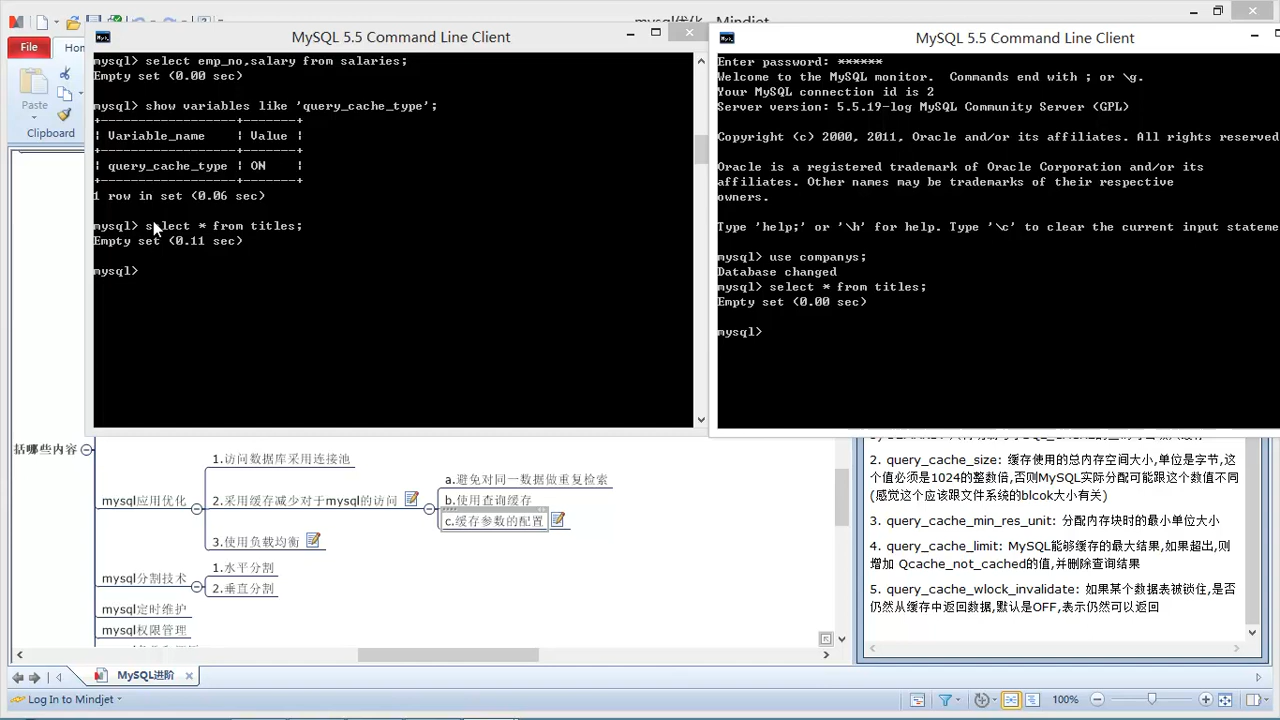 mysql优化 - Mindjet
File
Hom
Paste
Clipboard
MySQL 5.5 Command Line Client
mysql> select emp_no,salary from salaries;
Empty set (0.00 sec)
mysql> show variables like 'query_cache_type';
+------------------+-------+
| Variable_name | Value |
+------------------+-------+
| query_cache_type | ON |
+------------------+-------+
1 row in set (0.06 sec)
mysql> select * from titles;
Empty set (0.11 sec)
mysql>
MySQL 5.5 Command Line Client
Enter password: ******
Welcome to the MySQL monitor. Commands end with ; or \g.
Your MySQL connection id is 2
Server version: 5.5.19-log MySQL Community Server (GPL)
Copyright (c) 2000, 2011, Oracle and/or its affiliates. All rights reserved
Oracle is a registered trademark of Oracle Corporation and/or its
affiliates. Other names may be trademarks of their respective
owners.
Type 'help;' or '\h' for help. Type '\c' to clear the current input stateme
mysql> use companys;
Database changed
mysql> select * from titles;
Empty set (0.00 sec)
mysql>
括哪些内容
mysql应用优化
1.访问数据库采用连接池
2.采用缓存减少对于mysql的访问
a.避免对同一数据做重复检索
b.使用查询缓存
c.缓存参数的配置
3.使用负载均衡
mysql分割技术
1.水平分割
2.垂直分割
mysql定时维护
mysql权限管理
2. query_cache_size: 缓存使用的总内存空间大小,单位是字节,这
个值必须是1024的整数倍,否则MySQL实际分配可能跟这个数值不同
(感觉这个应该跟文件系统的blcok大小有关)
3. query_cache_min_res_unit: 分配内存块时的最小单位大小
4. query_cache_limit: MySQL能够缓存的最大结果,如果超出,则
增加 Qcache_not_cached的值,并删除查询结果
5. query_cache_wlock_invalidate: 如果某个数据表被锁住,是否
仍然从缓存中返回数据,默认是OFF,表示仍然可以返回
MySQL进阶
Log In to Mindjet
100%